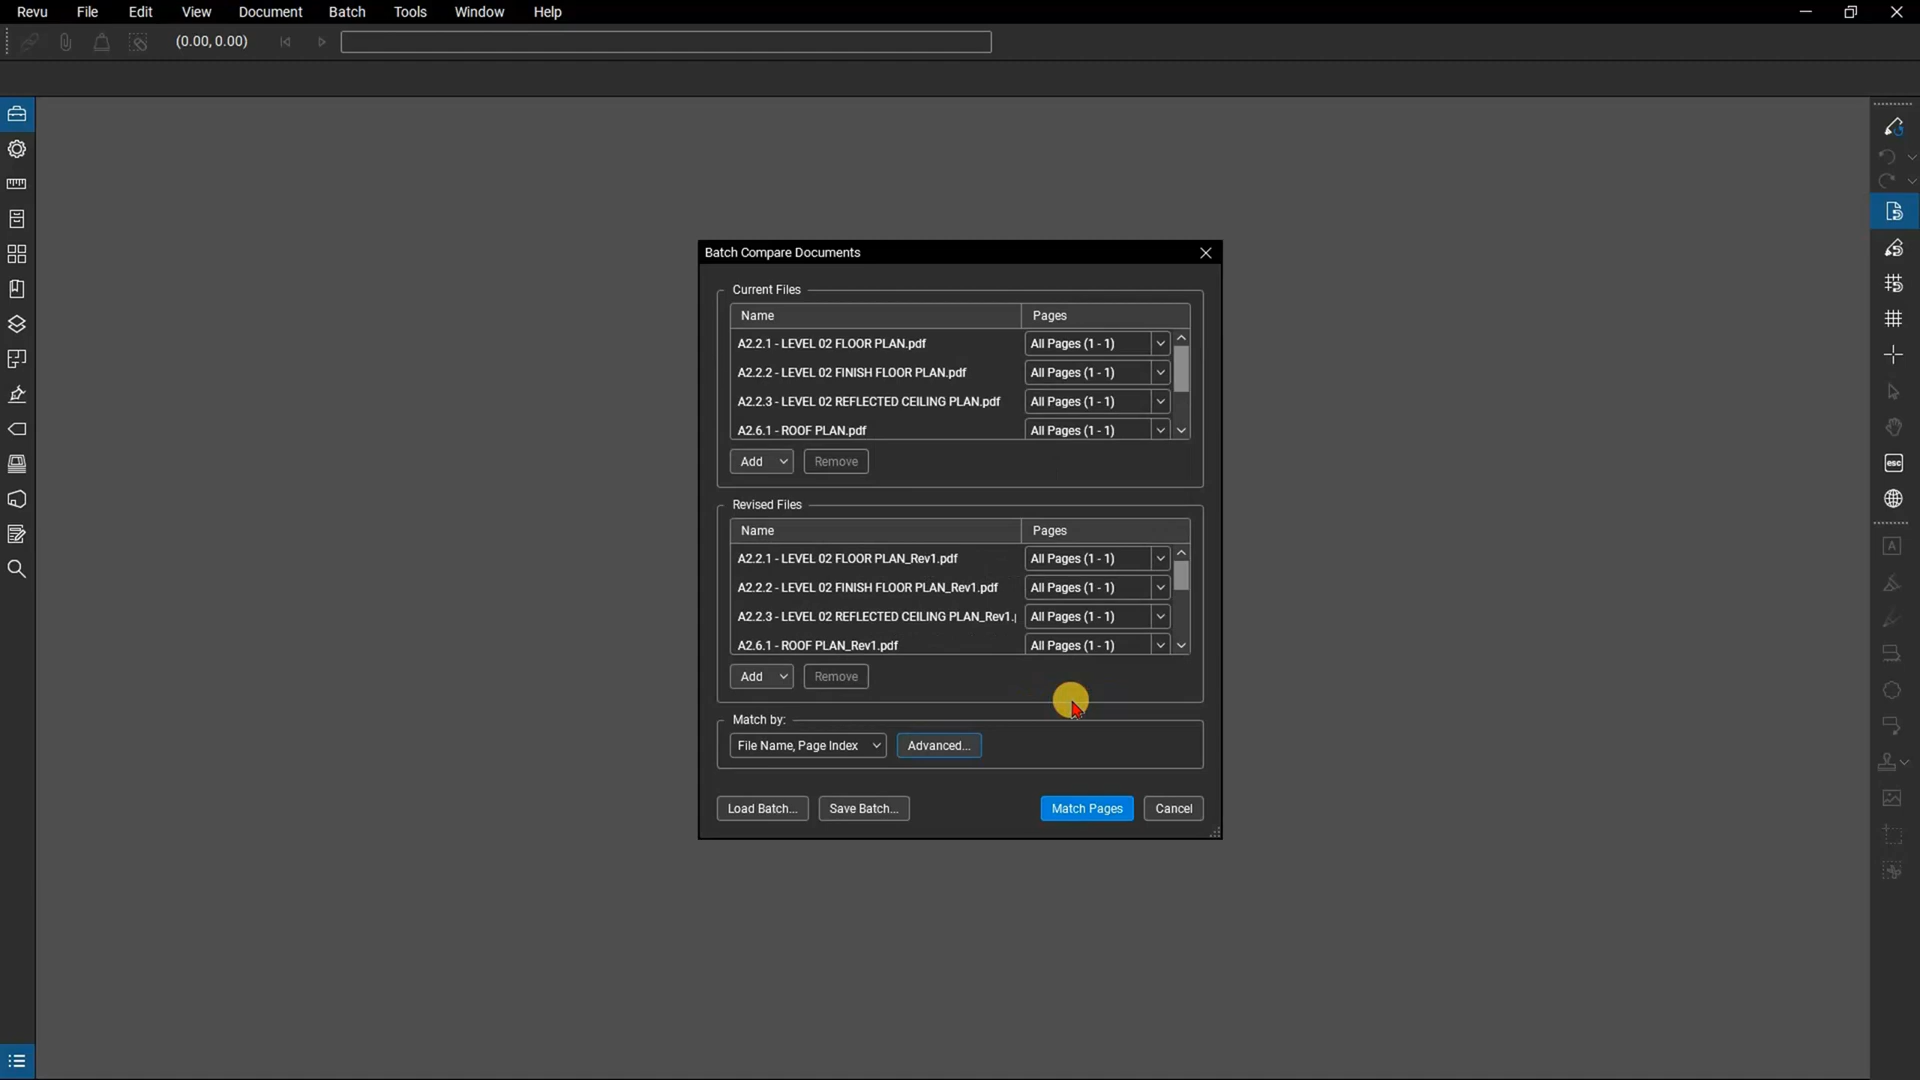 Revu File Edit View Document Batch Tools Window Help
(0.00, 0.00)
Batch Compare Documents
Current Files
Name Pages
A2.2.1 - LEVEL 02 FLOOR PLAN.pdf All Pages (1 - 1)
A2.2.2 - LEVEL 02 FINISH FLOOR PLAN.pdf All Pages (1 - 1)
A2.2.3 - LEVEL 02 REFLECTED CEILING PLAN.pdf All Pages (1 - 1)
A2.6.1 - ROOF PLAN.pdf All Pages (1 - 1)
Add Remove
Revised Files
Name Pages
A2.2.1 - LEVEL 02 FLOOR PLAN_Rev1.pdf All Pages (1 - 1)
A2.2.2 - LEVEL 02 FINISH FLOOR PLAN_Rev1.pdf All Pages (1 - 1)
A2.2.3 - LEVEL 02 REFLECTED CEILING PLAN_Rev1. All Pages (1 - 1)
A2.6.1 - ROOF PLAN_Rev1.pdf All Pages (1 - 1)
Add Remove
Match by:
File Name, Page Index Advanced...
Load Batch... Save Batch... Match Pages Cancel
esc
A